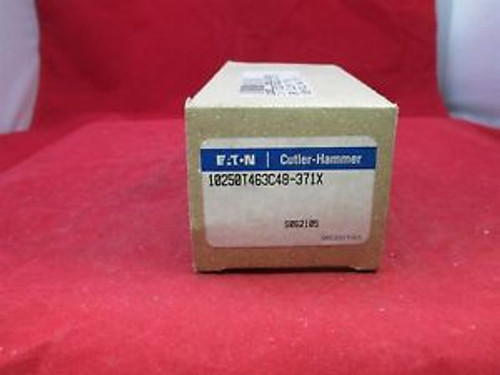 E·T·N | Cutler-Hammer
10250T463C48-371X
S062105